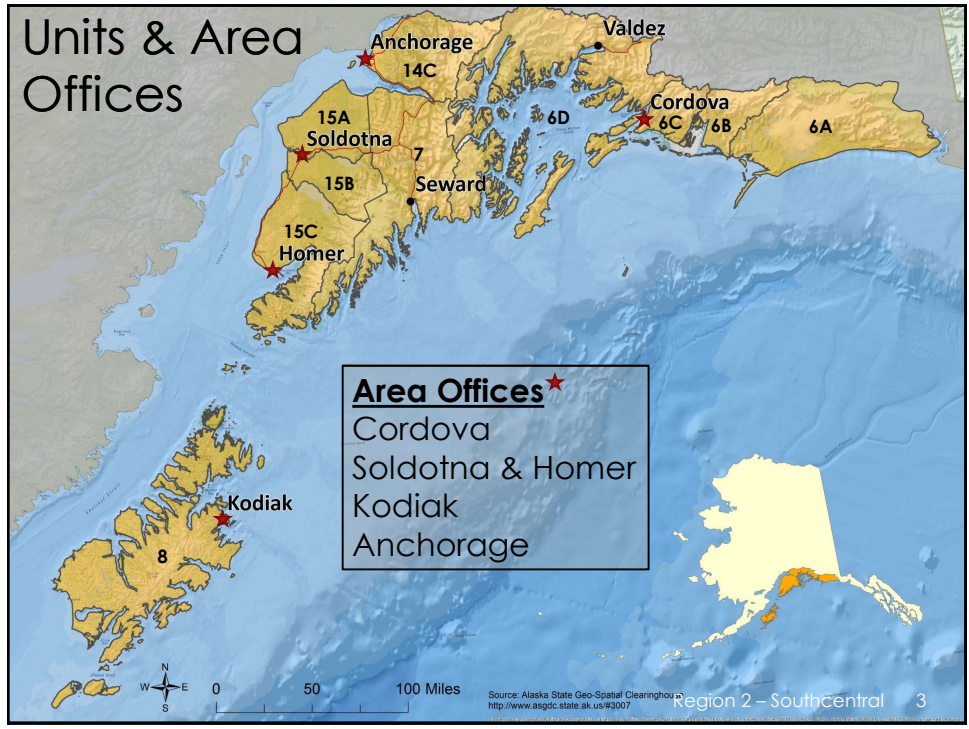 Units & Area
Offices
Anchorage
Valdez
14C
Cordova
15A
6D
6C
6B
6A
Soldotna
7
15B
Seward
15C
Homer
Area Offices
Cordova
Soldotna & Homer
Kodiak
Anchorage
Kodiak
8
N
W
E
S
0
50
100 Miles
Source: Alaska State Geo-Spatial Clearinghouse
http://www.asgdc.state.ak.us/#3007
Region 2 – Southcentral
3